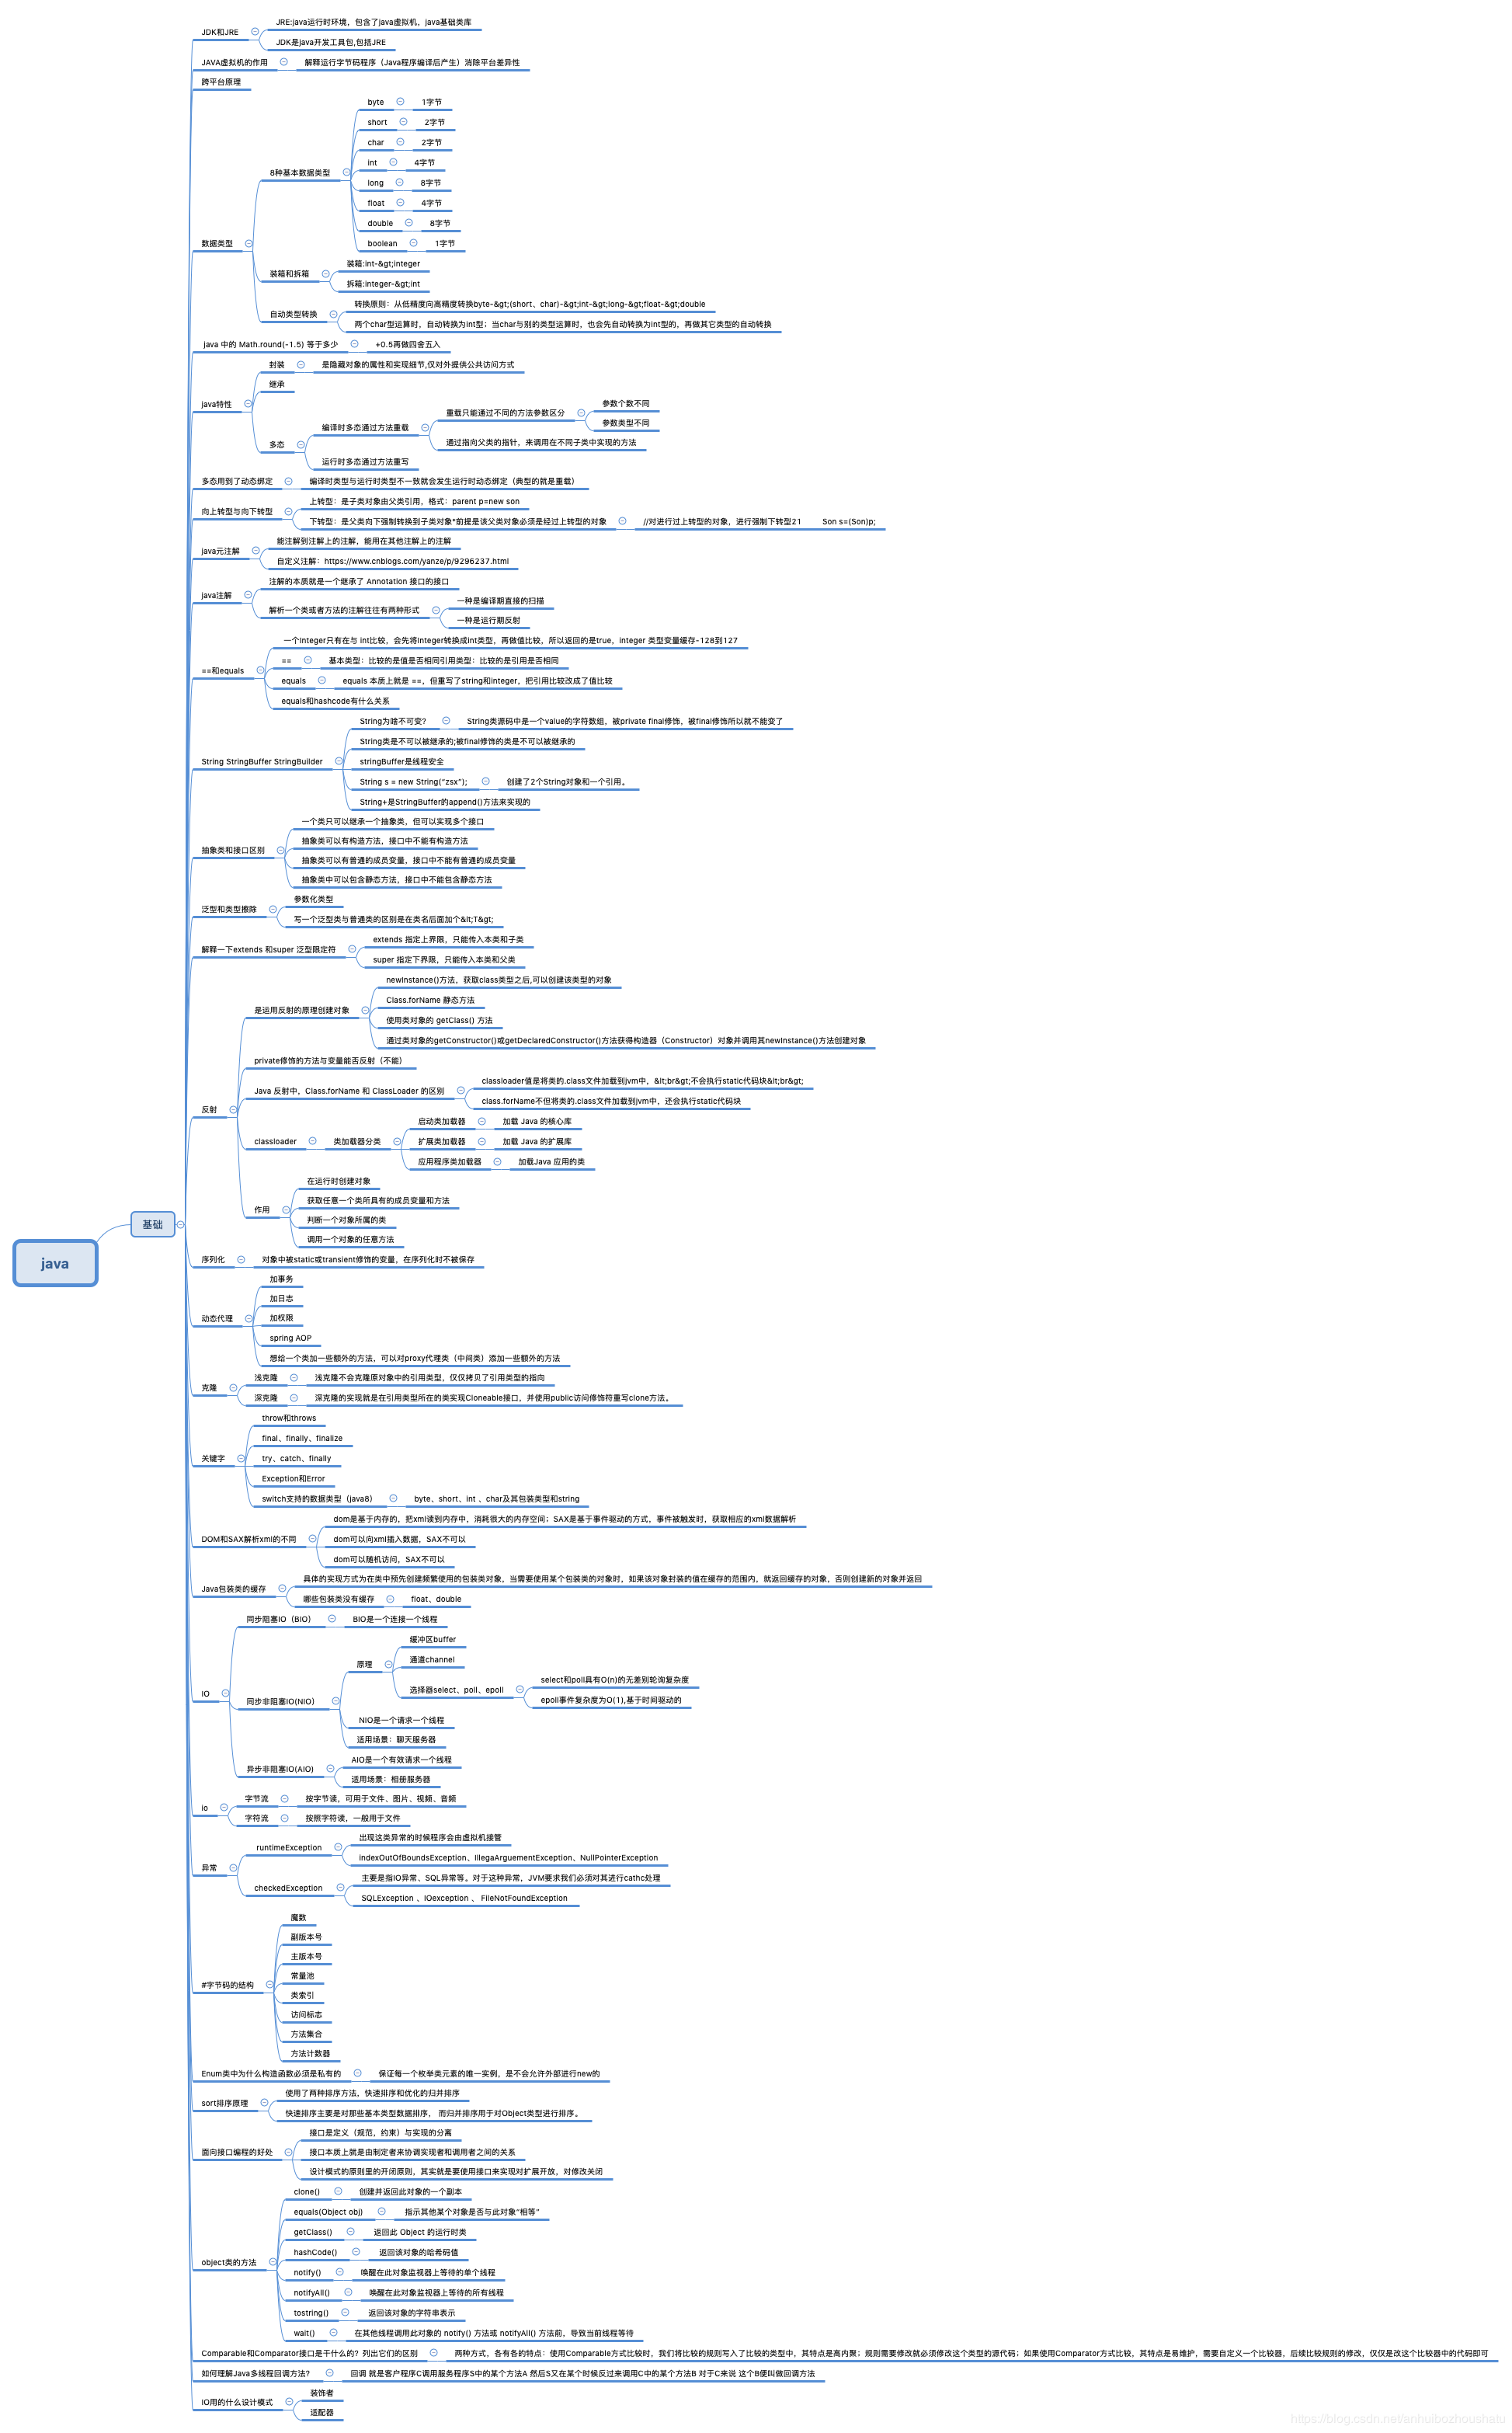 JRE:java运行时环境，包含了java虚拟机，java基础类库
JDK和JRE
JDK是java开发工具包,包括JRE
JAVA虚拟机的作用
解释运行字节码程序（Java程序编译后产生）消除平台差异性
跨平台原理
byte
1字节
short
2字节
char
2字节
int
4字节
8种基本数据类型
long
8字节
float
4字节
double
8字节
数据类型
boolean
1字节
装箱:int-&gt;integer
装箱和拆箱
拆箱:integer-&gt;int
转换原则：从低精度向高精度转换byte-&gt;(short、char)-&gt;int-&gt;long-&gt;float-&gt;double
自动类型转换
两个char型运算时，自动转换为int型；当char与别的类型运算时，也会先自动转换为int型的，再做其它类型的自动转换
java 中的 Math.round(-1.5) 等于多少
+0.5再做四舍五入
封装
是隐藏对象的属性和实现细节,仅对外提供公共访问方式
继承
java特性
参数个数不同
重载只能通过不同的方法参数区分
参数类型不同
编译时多态通过方法重载
通过指向父类的指针，来调用在不同子类中实现的方法
多态
运行时多态通过方法重写
多态用到了动态绑定
编译时类型与运行时类型不一致就会发生运行时动态绑定（典型的就是重载）
上转型：是子类对象由父类引用，格式：parent p=new son
向上转型与向下转型
下转型：是父类向下强制转换到子类对象*前提是该父类对象必须是经过上转型的对象
//对进行过上转型的对象，进行强制下转型21 Son s=(Son)p;
能注解到注解上的注解，能用在其他注解上的注解
java元注解
自定义注解：https://www.cnblogs.com/yanze/p/9296237.html
注解的本质就是一个继承了 Annotation 接口的接口
java注解
一种是编译期直接的扫描
解析一个类或者方法的注解往往有两种形式
一种是运行期反射
一个Integer只有在与 int比较，会先将Integer转换成int类型，再做值比较，所以返回的是true，integer 类型变量缓存-128到127
==
基本类型：比较的是值是否相同引用类型：比较的是引用是否相同
==和equals
equals
equals 本质上就是 ==，但重写了string和integer，把引用比较改成了值比较
equals和hashcode有什么关系
String为啥不可变?
String类源码中是一个value的字符数组，被private final修饰，被final修饰所以就不能变了
String类是不可以被继承的;被final修饰的类是不可以被继承的
String StringBuffer StringBuilder
stringBuffer是线程安全
String s = new String("zsx");
创建了2个String对象和一个引用。
String+是StringBuffer的append()方法来实现的
一个类只可以继承一个抽象类，但可以实现多个接口
抽象类可以有构造方法，接口中不能有构造方法
抽象类和接口区别
抽象类可以有普通的成员变量，接口中不能有普通的成员变量
抽象类中可以包含静态方法，接口中不能包含静态方法
参数化类型
泛型和类型擦除
写一个泛型类与普通类的区别是在类名后面加个&lt;T&gt;
extends 指定上界限，只能传入本类和子类
解释一下extends 和super 泛型限定符
super 指定下界限，只能传入本类和父类
newInstance()方法，获取class类型之后,可以创建该类型的对象
Class.forName 静态方法
是运用反射的原理创建对象
使用类对象的 getClass() 方法
通过类对象的getConstructor()或getDeclaredConstructor()方法获得构造器（Constructor）对象并调用其newInstance()方法创建对象
private修饰的方法与变量能否反射（不能）
classloader值是将类的.class文件加载到jvm中，&lt;br&gt;不会执行static代码块&lt;br&gt;
Java 反射中，Class.forName 和 ClassLoader 的区别
class.forName不但将类的.class文件加载到jvm中，还会执行static代码块
反射
启动类加载器
加载 Java 的核心库
classloader
类加载器分类
扩展类加载器
加载 Java 的扩展库
应用程序类加载器
加载Java 应用的类
在运行时创建对象
获取任意一个类所具有的成员变量和方法
作用
判断一个对象所属的类
调用一个对象的任意方法
基础
java
序列化
对象中被static或transient修饰的变量，在序列化时不被保存
加事务
加日志
动态代理
加权限
spring AOP
想给一个类加一些额外的方法，可以对proxy代理类（中间类）添加一些额外的方法
浅克隆
浅克隆不会克隆原对象中的引用类型，仅仅拷贝了引用类型的指向
克隆
深克隆
深克隆的实现就是在引用类型所在的类实现Cloneable接口，并使用public访问修饰符重写clone方法。
throw和throws
final、finally、finalize
关键字
try、catch、finally
Exception和Error
switch支持的数据类型（java8）
byte、short、int 、char及其包装类型和string
dom是基于内存的，把xml读到内存中，消耗很大的内存空间；SAX是基于事件驱动的方式，事件被触发时，获取相应的xml数据解析
DOM和SAX解析xml的不同
dom可以向xml插入数据，SAX不可以
dom可以随机访问，SAX不可以
具体的实现方式为在类中预先创建频繁使用的包装类对象，当需要使用某个包装类的对象时，如果该对象封装的值在缓存的范围内，就返回缓存的对象，否则创建新的对象并返回
Java包装类的缓存
哪些包装类没有缓存
float、double
同步阻塞IO（BIO）
BIO是一个连接一个线程
缓冲区buffer
原理
通道channel
选择器select、poll、epoll
select和poll具有O(n)的无差别轮询复杂度
epoll事件复杂度为O(1),基于时间驱动的
IO
同步非阻塞IO(NIO）
NIO是一个请求一个线程
适用场景：聊天服务器
异步非阻塞IO(AIO)
AIO是一个有效请求一个线程
适用场景：相册服务器
字节流
按字节读，可用于文件、图片、视频、音频
io
字符流
按照字符读，一般用于文件
出现这类异常的时候程序会由虚拟机接管
runtimeException
indexOutOfBoundsException、IllegaArguementException、NullPointerException
异常
主要是指IO异常、SQL异常等。对于这种异常，JVM要求我们必须对其进行cathc处理
checkedException
SQLException 、IOexception 、 FileNotFoundException
魔数
副版本号
主版本号
常量池
#字节码的结构
类索引
访问标志
方法集合
方法计数器
Enum类中为什么构造函数必须是私有的
保证每一个枚举类元素的唯一实例，是不会允许外部进行new的
使用了两种排序方法，快速排序和优化的归并排序
sort排序原理
快速排序主要是对那些基本类型数据排序， 而归并排序用于对Object类型进行排序。
接口是定义（规范，约束）与实现的分离
面向接口编程的好处
接口本质上就是由制定者来协调实现者和调用者之间的关系
设计模式的原则里的开闭原则，其实就是要使用接口来实现对扩展开放，对修改关闭
clone()
创建并返回此对象的一个副本
equals(Object obj)
指示其他某个对象是否与此对象“相等”
getClass()
返回此 Object 的运行时类
hashCode()
返回该对象的哈希码值
object类的方法
notify()
唤醒在此对象监视器上等待的单个线程
notifyAll()
唤醒在此对象监视器上等待的所有线程
tostring()
返回该对象的字符串表示
wait()
在其他线程调用此对象的 notify() 方法或 notifyAll() 方法前，导致当前线程等待
Comparable和Comparator接口是干什么的？列出它们的区别
两种方式，各有各的特点：使用Comparable方式比较时，我们将比较的规则写入了比较的类型中，其特点是高内聚；规则需要修改就必须修改这个类型的源代码；如果使用Comparator方式比较，其特点是易维护，需要自定义一个比较器，后续比较规则的修改，仅仅是改这个比较器中的代码即可
如何理解Java多线程回调方法?
回调 就是客户程序C调用服务程序S中的某个方法A 然后S又在某个时候反过来调用C中的某个方法B 对于C来说 这个B便叫做回调方法
装饰者
IO用的什么设计模式
适配器
https://blog.csdn.net/anhuibozhoushatu